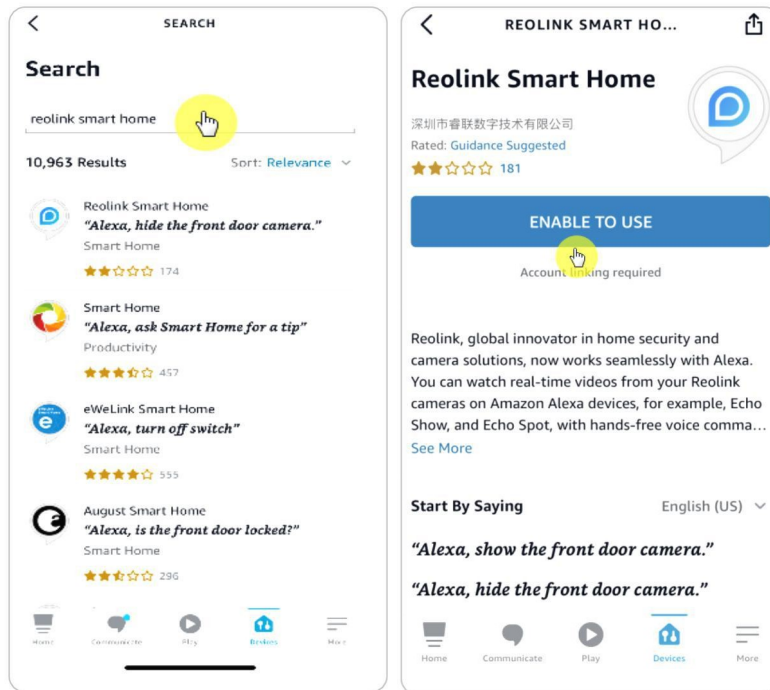 SEARCH
Search
reolink smart home
10,963 Results
Sort: Relevance
Reolink Smart Home
“Alexa, hide the front door camera.”
Smart Home
174
Smart Home
“Alexa, ask Smart Home for a tip”
Productivity
457
eWeLink Smart Home
“Alexa, turn off switch”
Smart Home
555
August Smart Home
“Alexa, is the front door locked?”
Smart Home
296
Home
Communicate
Play
Devices
More
REOLINK SMART HO...
Reolink Smart Home
深圳市睿联数字技术有限公司
Rated: Guidance Suggested
181
ENABLE TO USE
Account linking required
Reolink, global innovator in home security and
camera solutions, now works seamlessly with Alexa.
You can watch real-time videos from your Reolink
cameras on Amazon Alexa devices, for example, Echo
Show, and Echo Spot, with hands-free voice comma...
See More
Start By Saying
English (US)
“Alexa, show the front door camera.”
“Alexa, hide the front door camera.”
Home
Communicate
Play
Devices
More